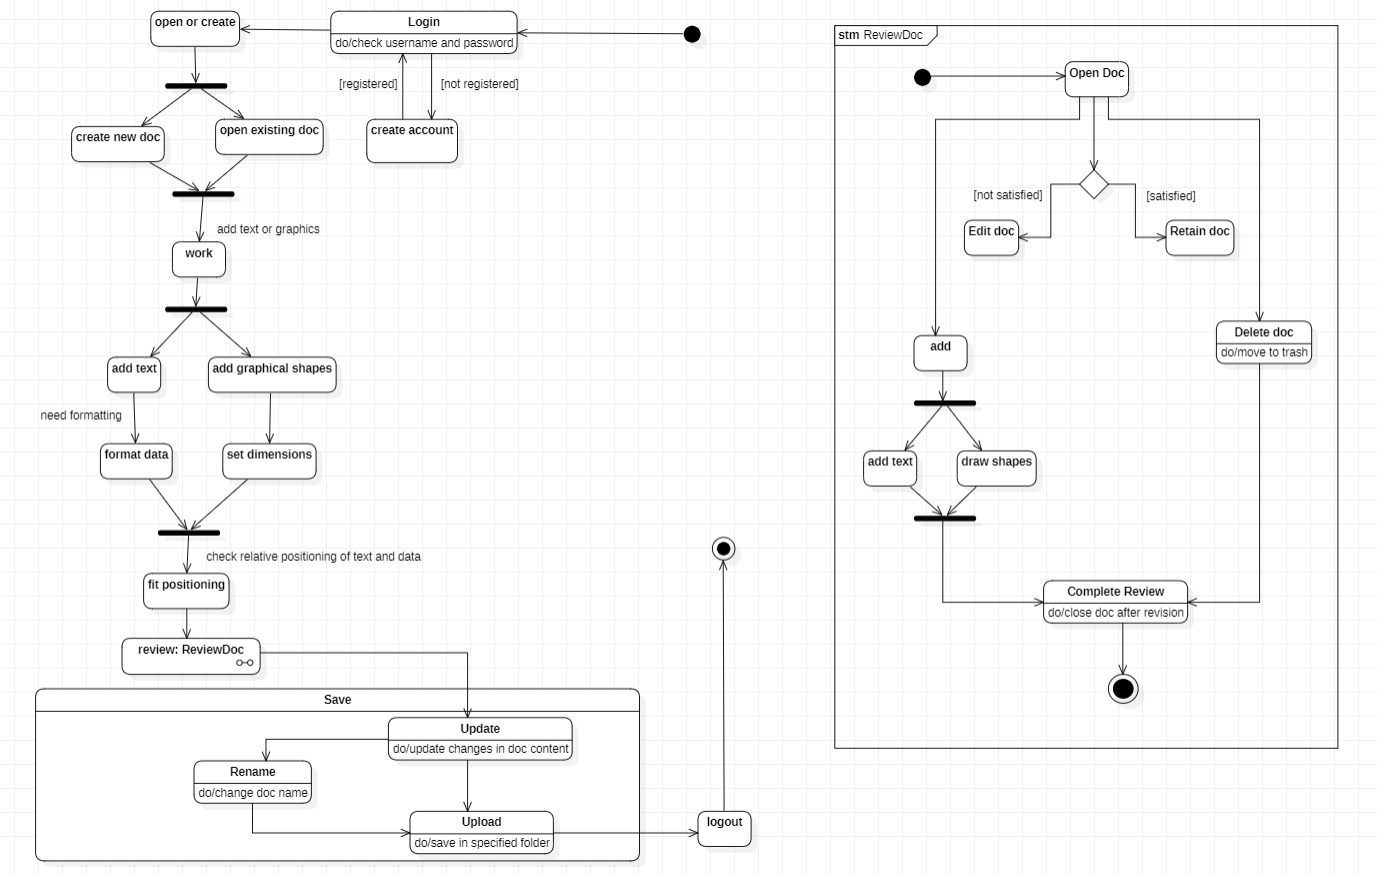 open or create
Login
do/check username and password
[registered]
[not registered]
create new doc
open existing doc
create account
add text or graphics
work
add text
add graphical shapes
need formatting
format data
set dimensions
check relative positioning of text and data
fit positioning
review: ReviewDoc
Save
Update
do/update changes in doc content
Rename
do/change doc name
Upload
do/save in specified folder
logout
stm ReviewDoc
Open Doc
[not satisfied]
[satisfied]
Edit doc
Retain doc
Delete doc
do/move to trash
add
add text
draw shapes
Complete Review
do/close doc after revision